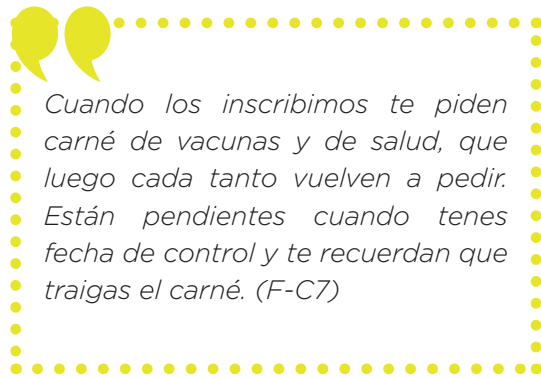 Cuando los inscribimos te piden
carné de vacunas y de salud, que
luego cada tanto vuelven a pedir.
Están pendientes cuando tenes
fecha de control y te recuerdan que
traigas el carné. (F-C7)